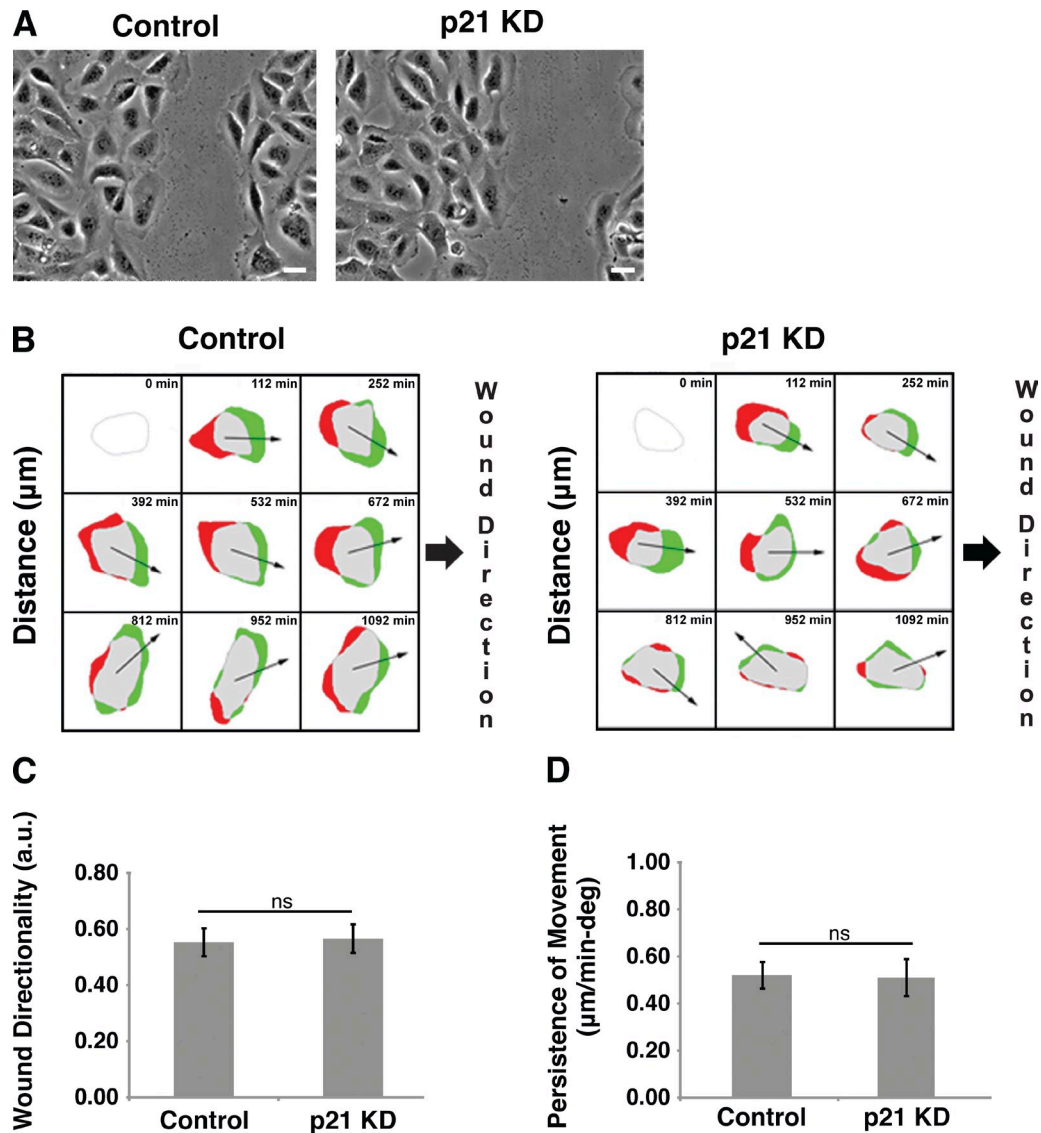 A
Control
p21 KD
B
Control
p21 KD
Distance (µm)
0 min
112 min
252 min
392 min
532 min
672 min
812 min
952 min
1092 min
Wound Direction
Distance (µm)
0 min
112 min
252 min
392 min
532 min
672 min
812 min
952 min
1092 min
Wound Direction
C
Wound Directionality (a.u.)
0.80
0.60
0.40
0.20
0.00
ns
Control
p21 KD
D
Persistence of Movement
(µm/min-deg)
1.00
0.80
0.60
0.40
0.20
0.00
ns
Control
p21 KD